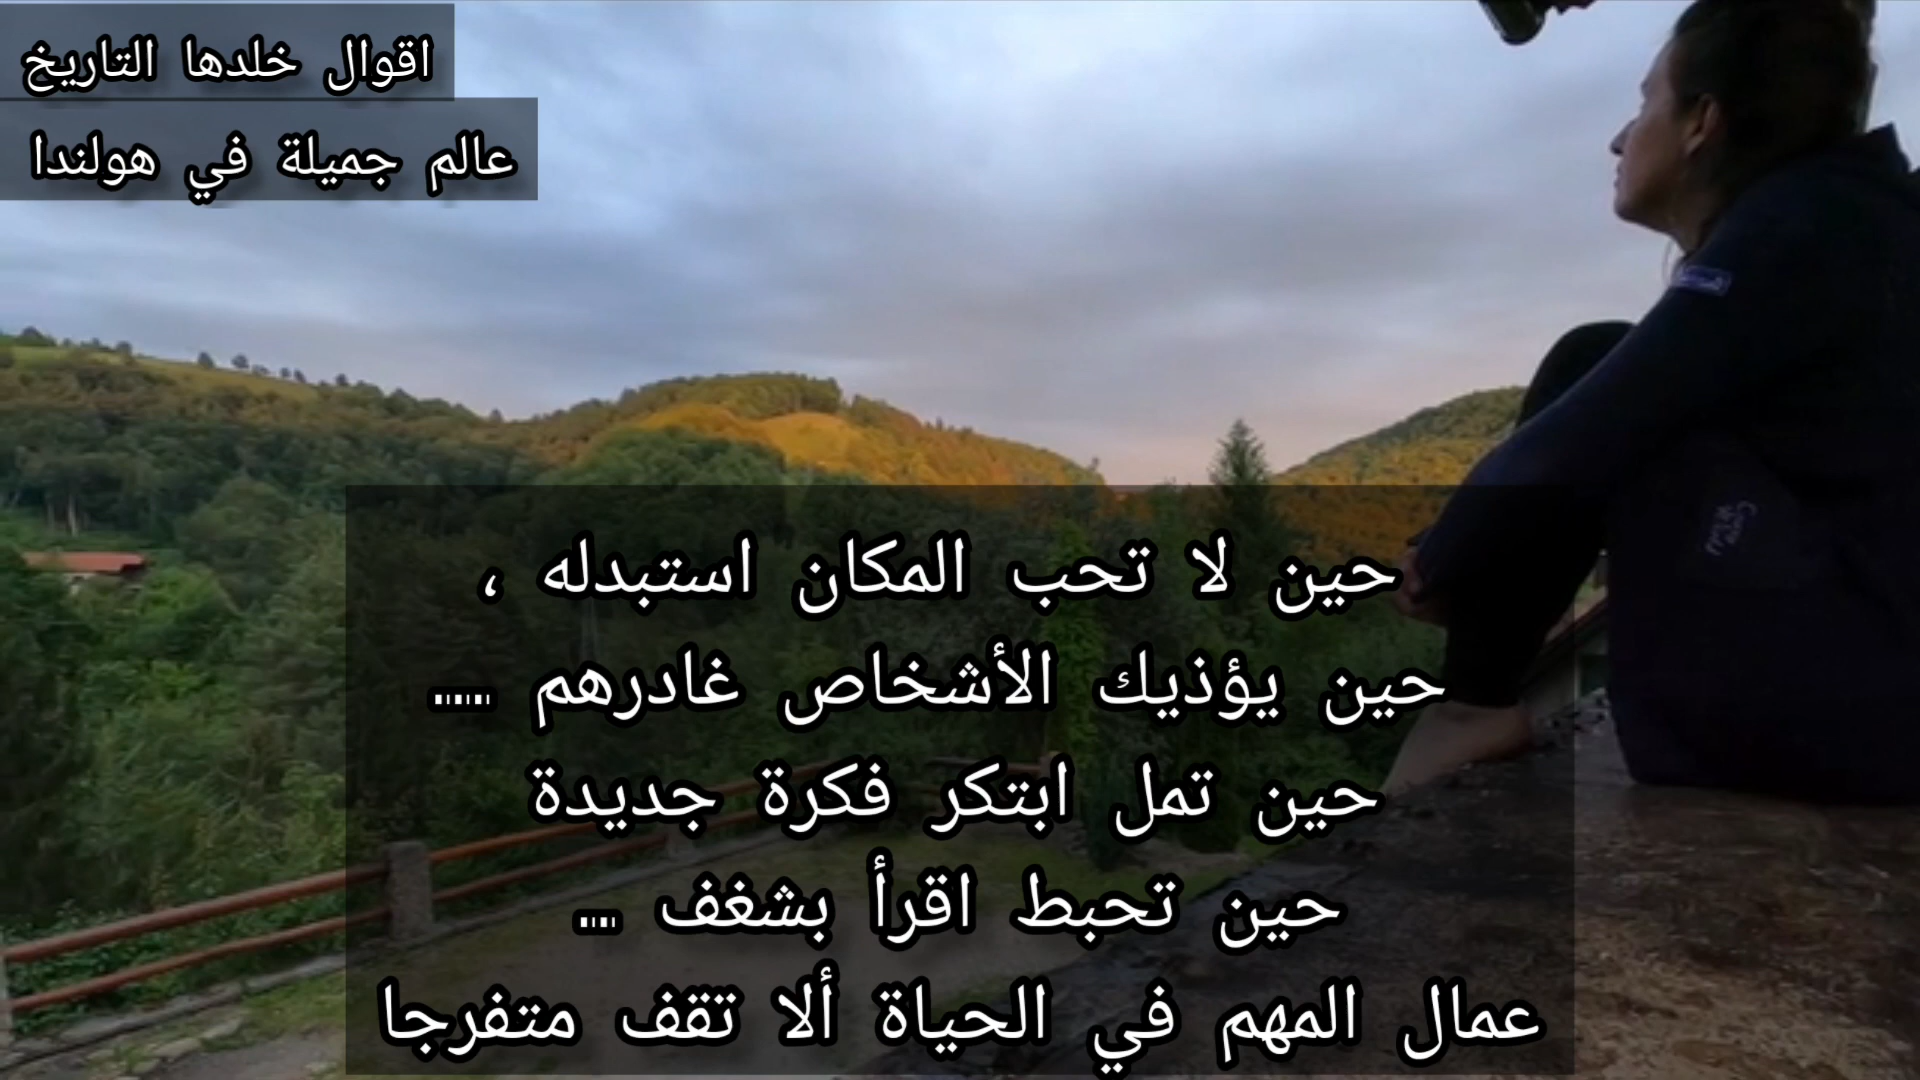 اقوال خلدها التاريخ
عالم جميلة في هولندا
حين لا تحب المكان استبدله ،
حين يؤذيك الأشخاص غادرهم ......
حين تمل ابتكر فكرة جديدة
حين تحبط اقرأ بشغف ....
عمال المهم في الحياة ألا تقف متفرجا